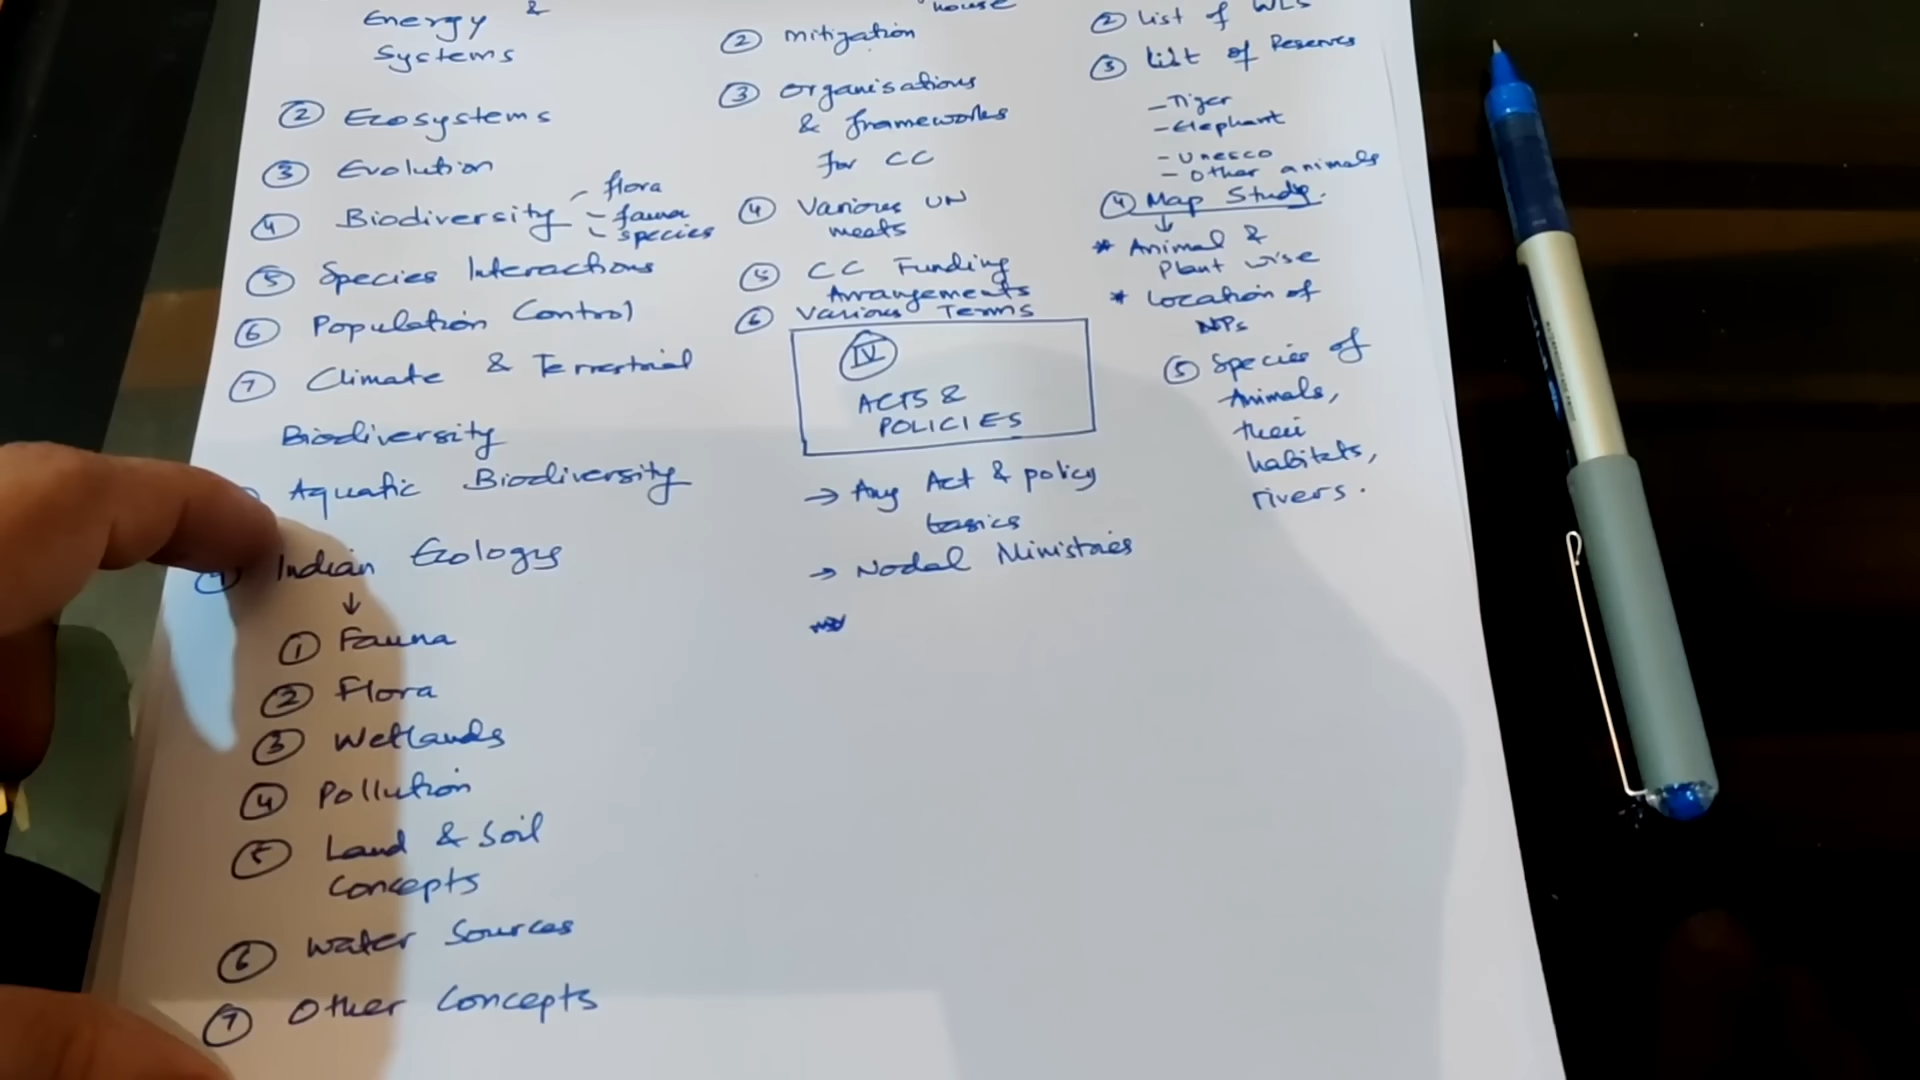 Energy &
Systems
② Ecosystems
③ Evolution
④ Biodiversity - flora
- fauna
- species
⑤ Species Interactions
⑥ Population Control
⑦ Climate & Terrestrial
Biodiversity
Aquatic Biodiversity
⑨ Indian Ecology
↓
① Fauna
② Flora
③ Wetlands
④ Pollution
⑤ Land & Soil
Concepts
⑥ Water Sources
⑦ Other Concepts
house
② Mitigation
③ Organisations
& frameworks
for CC
④ Various UN
meets
⑤ CC Funding
Arrangements
⑥ Various Terms
IV
ACTS &
POLICIES
→ Any Act & policy
basics
→ Nodal Ministries
② List of WLS
③ List of Reserves
- Tiger
- Elephant
- Unesco
- Other animals
④ Map Study.
↓
* Animal &
Plant wise
* Location of
NPs
⑤ Species of
Animals,
their
habitats,
rivers.